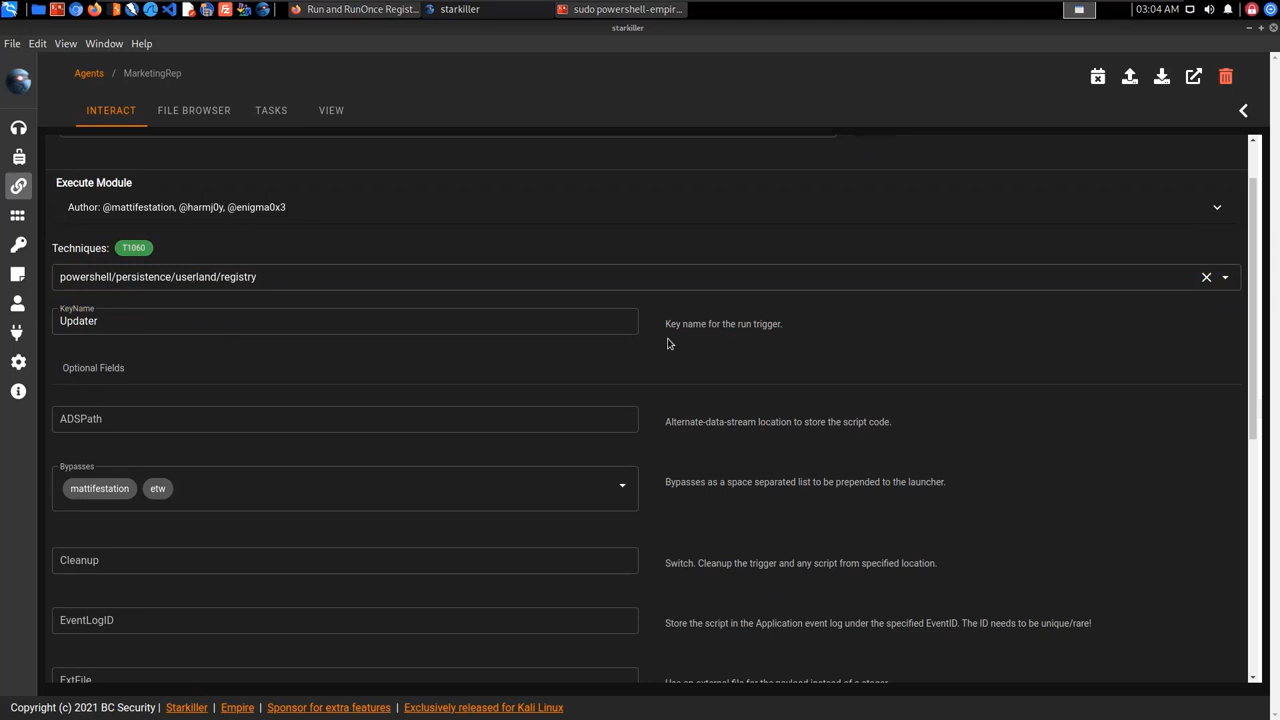 Run and RunOnce Regist...
starkiller
sudo powershell-empir...
03:04 AM
starkiller
File Edit View Window Help
Agents / MarketingRep
INTERACT FILE BROWSER TASKS VIEW
Execute Module
Author: @mattifestation, @harmj0y, @enigma0x3
Techniques: T1060
powershell/persistence/userland/registry
KeyName
Updater
Key name for the run trigger.
Optional Fields
ADSPath
Alternate-data-stream location to store the script code.
Bypasses
mattifestation etw
Bypasses as a space separated list to be prepended to the launcher.
Cleanup
Switch. Cleanup the trigger and any script from specified location.
EventLogID
Store the script in the Application event log under the specified EventID. The ID needs to be unique/rare!
ExtFile
Use an external file for the payload instead of a stager.
Copyright (c) 2021 BC Security | Starkiller | Empire | Sponsor for extra features | Exclusively released for Kali Linux